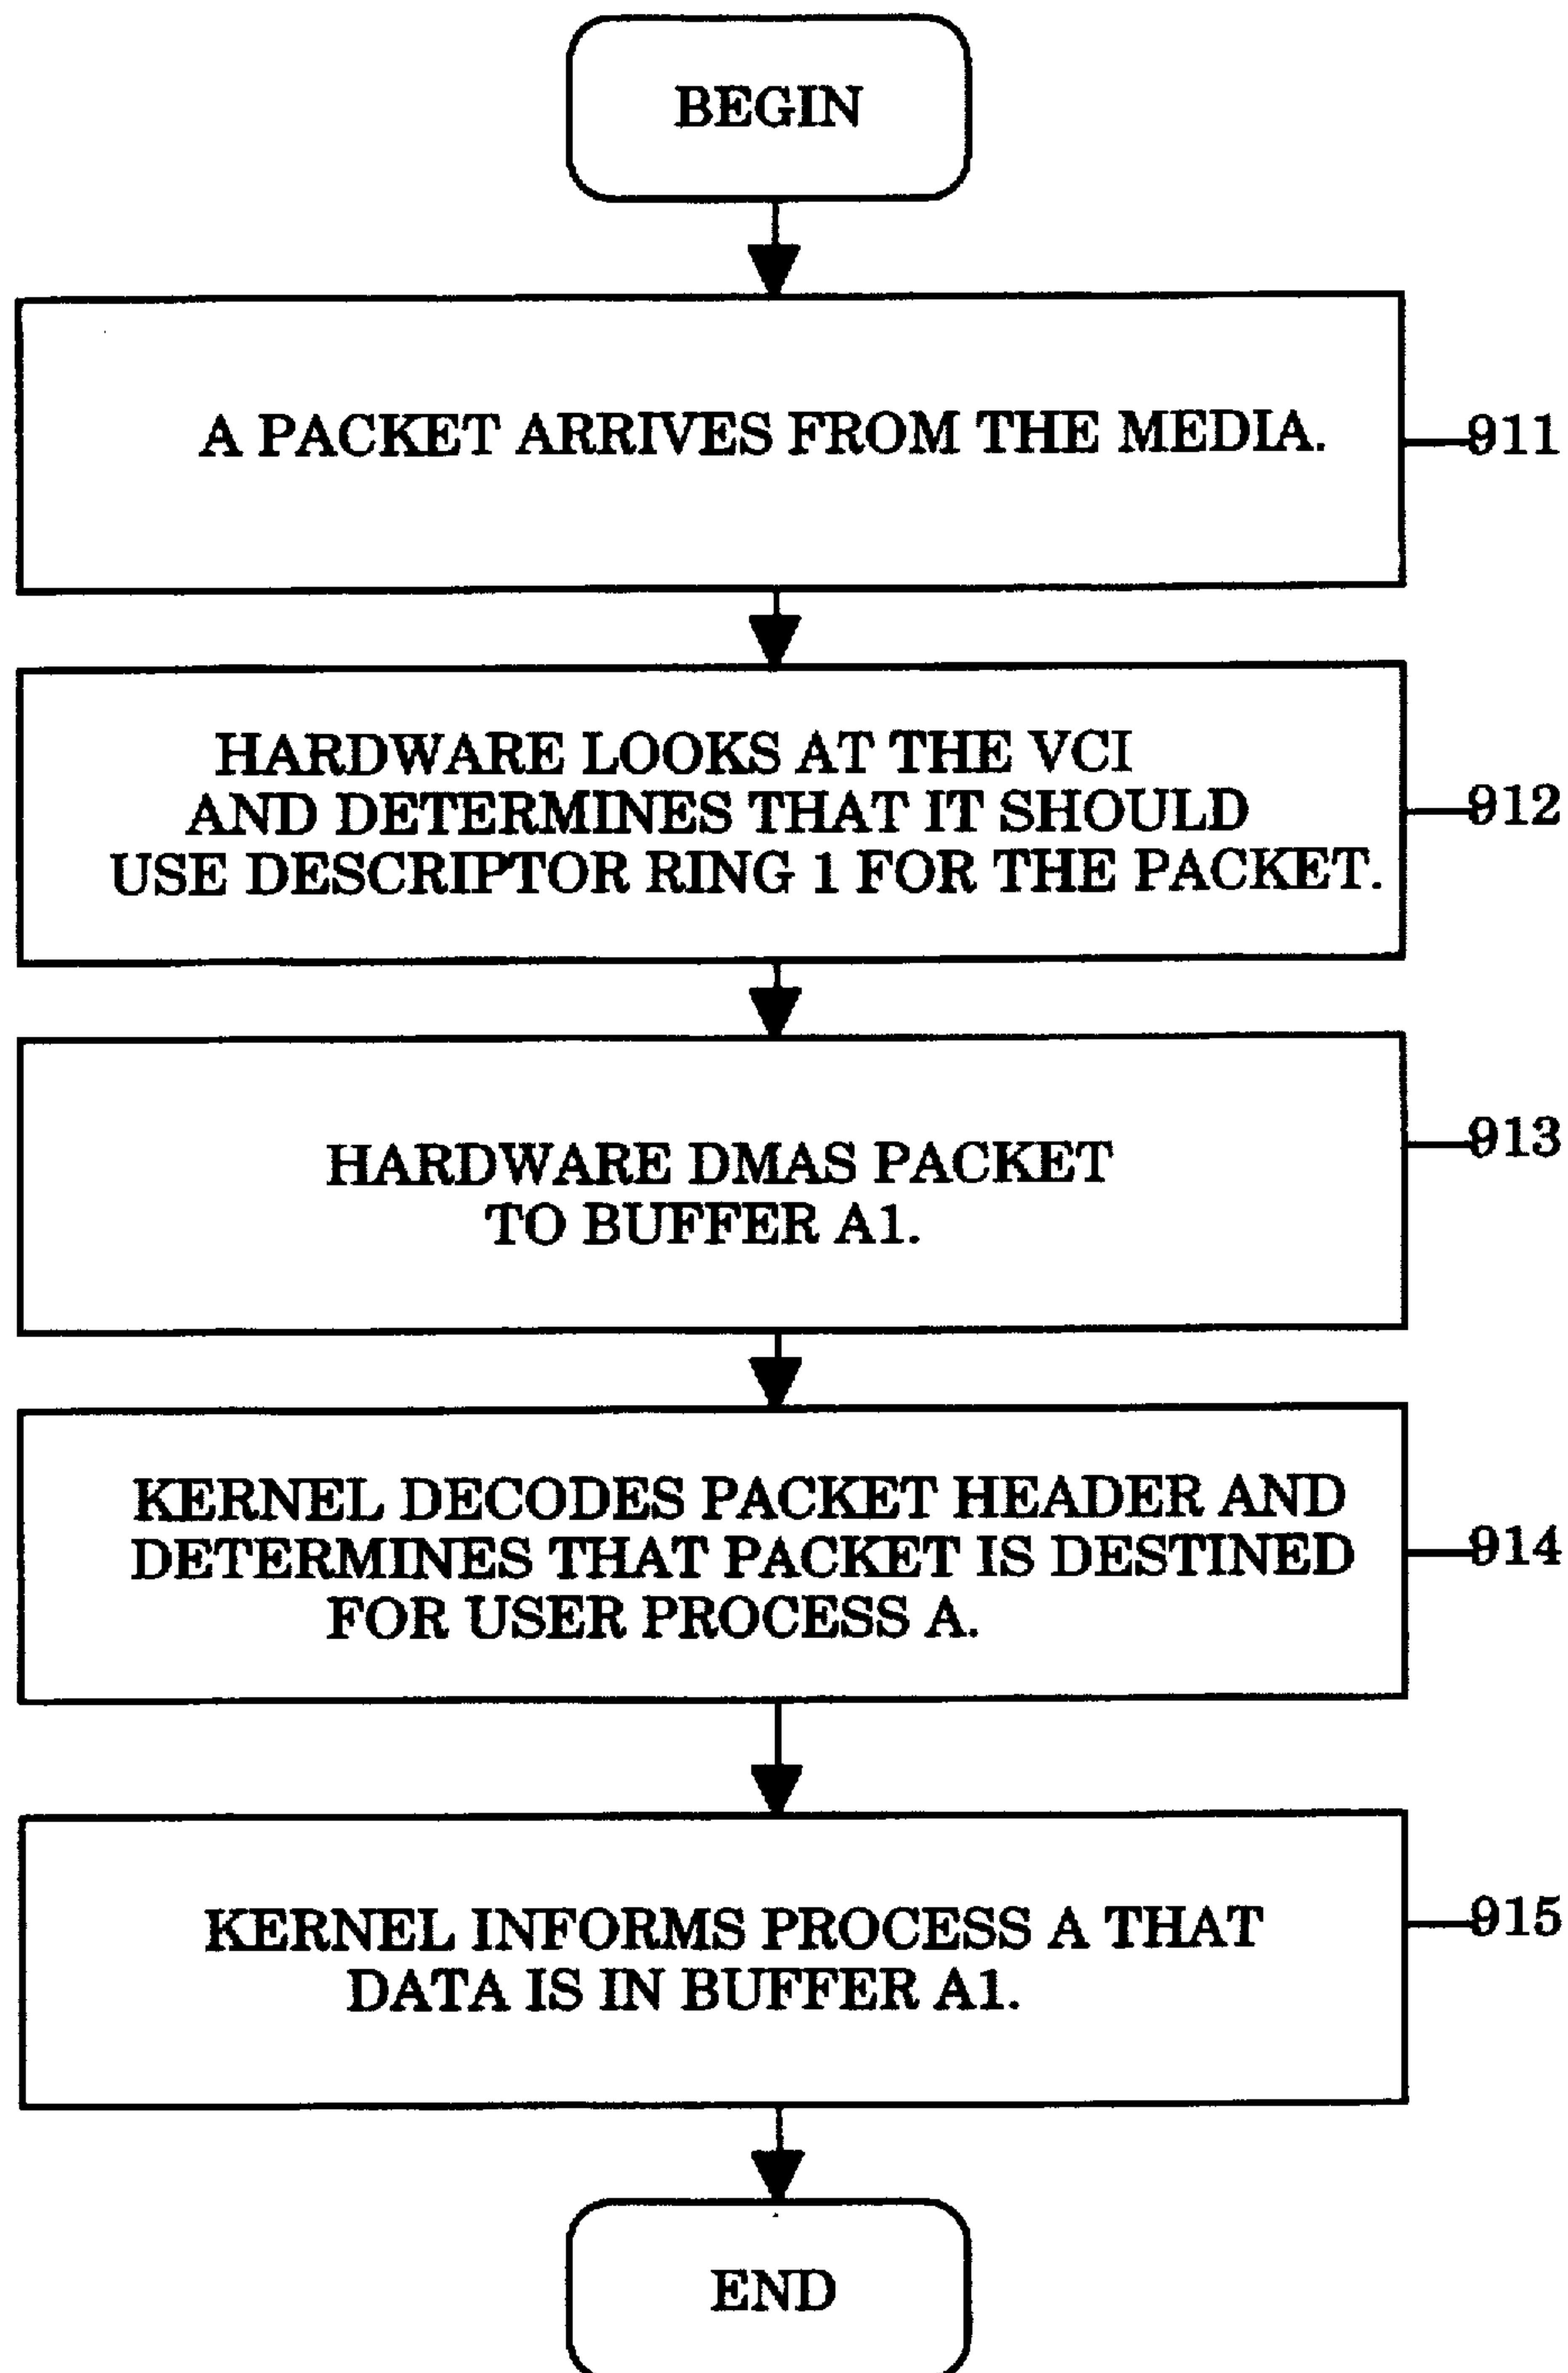 BEGIN
A PACKET ARRIVES FROM THE MEDIA.
911
HARDWARE LOOKS AT THE VCI
AND DETERMINES THAT IT SHOULD
USE DESCRIPTOR RING 1 FOR THE PACKET.
912
HARDWARE DMAS PACKET
TO BUFFER A1.
913
KERNEL DECODES PACKET HEADER AND
DETERMINES THAT PACKET IS DESTINED
FOR USER PROCESS A.
914
KERNEL INFORMS PROCESS A THAT
DATA IS IN BUFFER A1.
915
END